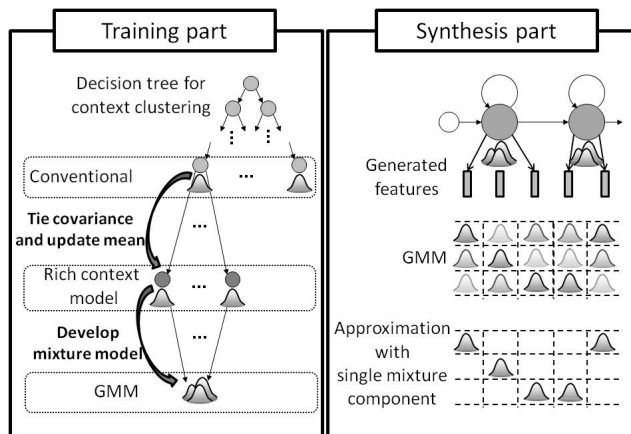 Training part
Decision tree for
context clustering
Conventional
Tie covariance
and update mean
Rich context
model
Develop
mixture model
GMM
Synthesis part
Generated
features
GMM
Approximation
with
single mixture
component